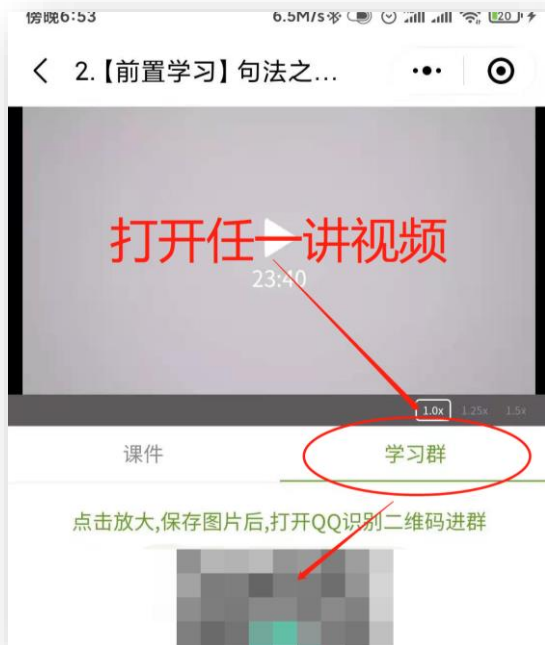 傍晚6:53 6.5M/s 20
2.【前置学习】句法之...
打开任一讲视频
23:40
1.0x 1.25x 1.5x
课件 学习群
点击放大,保存图片后,打开QQ识别二维码进群